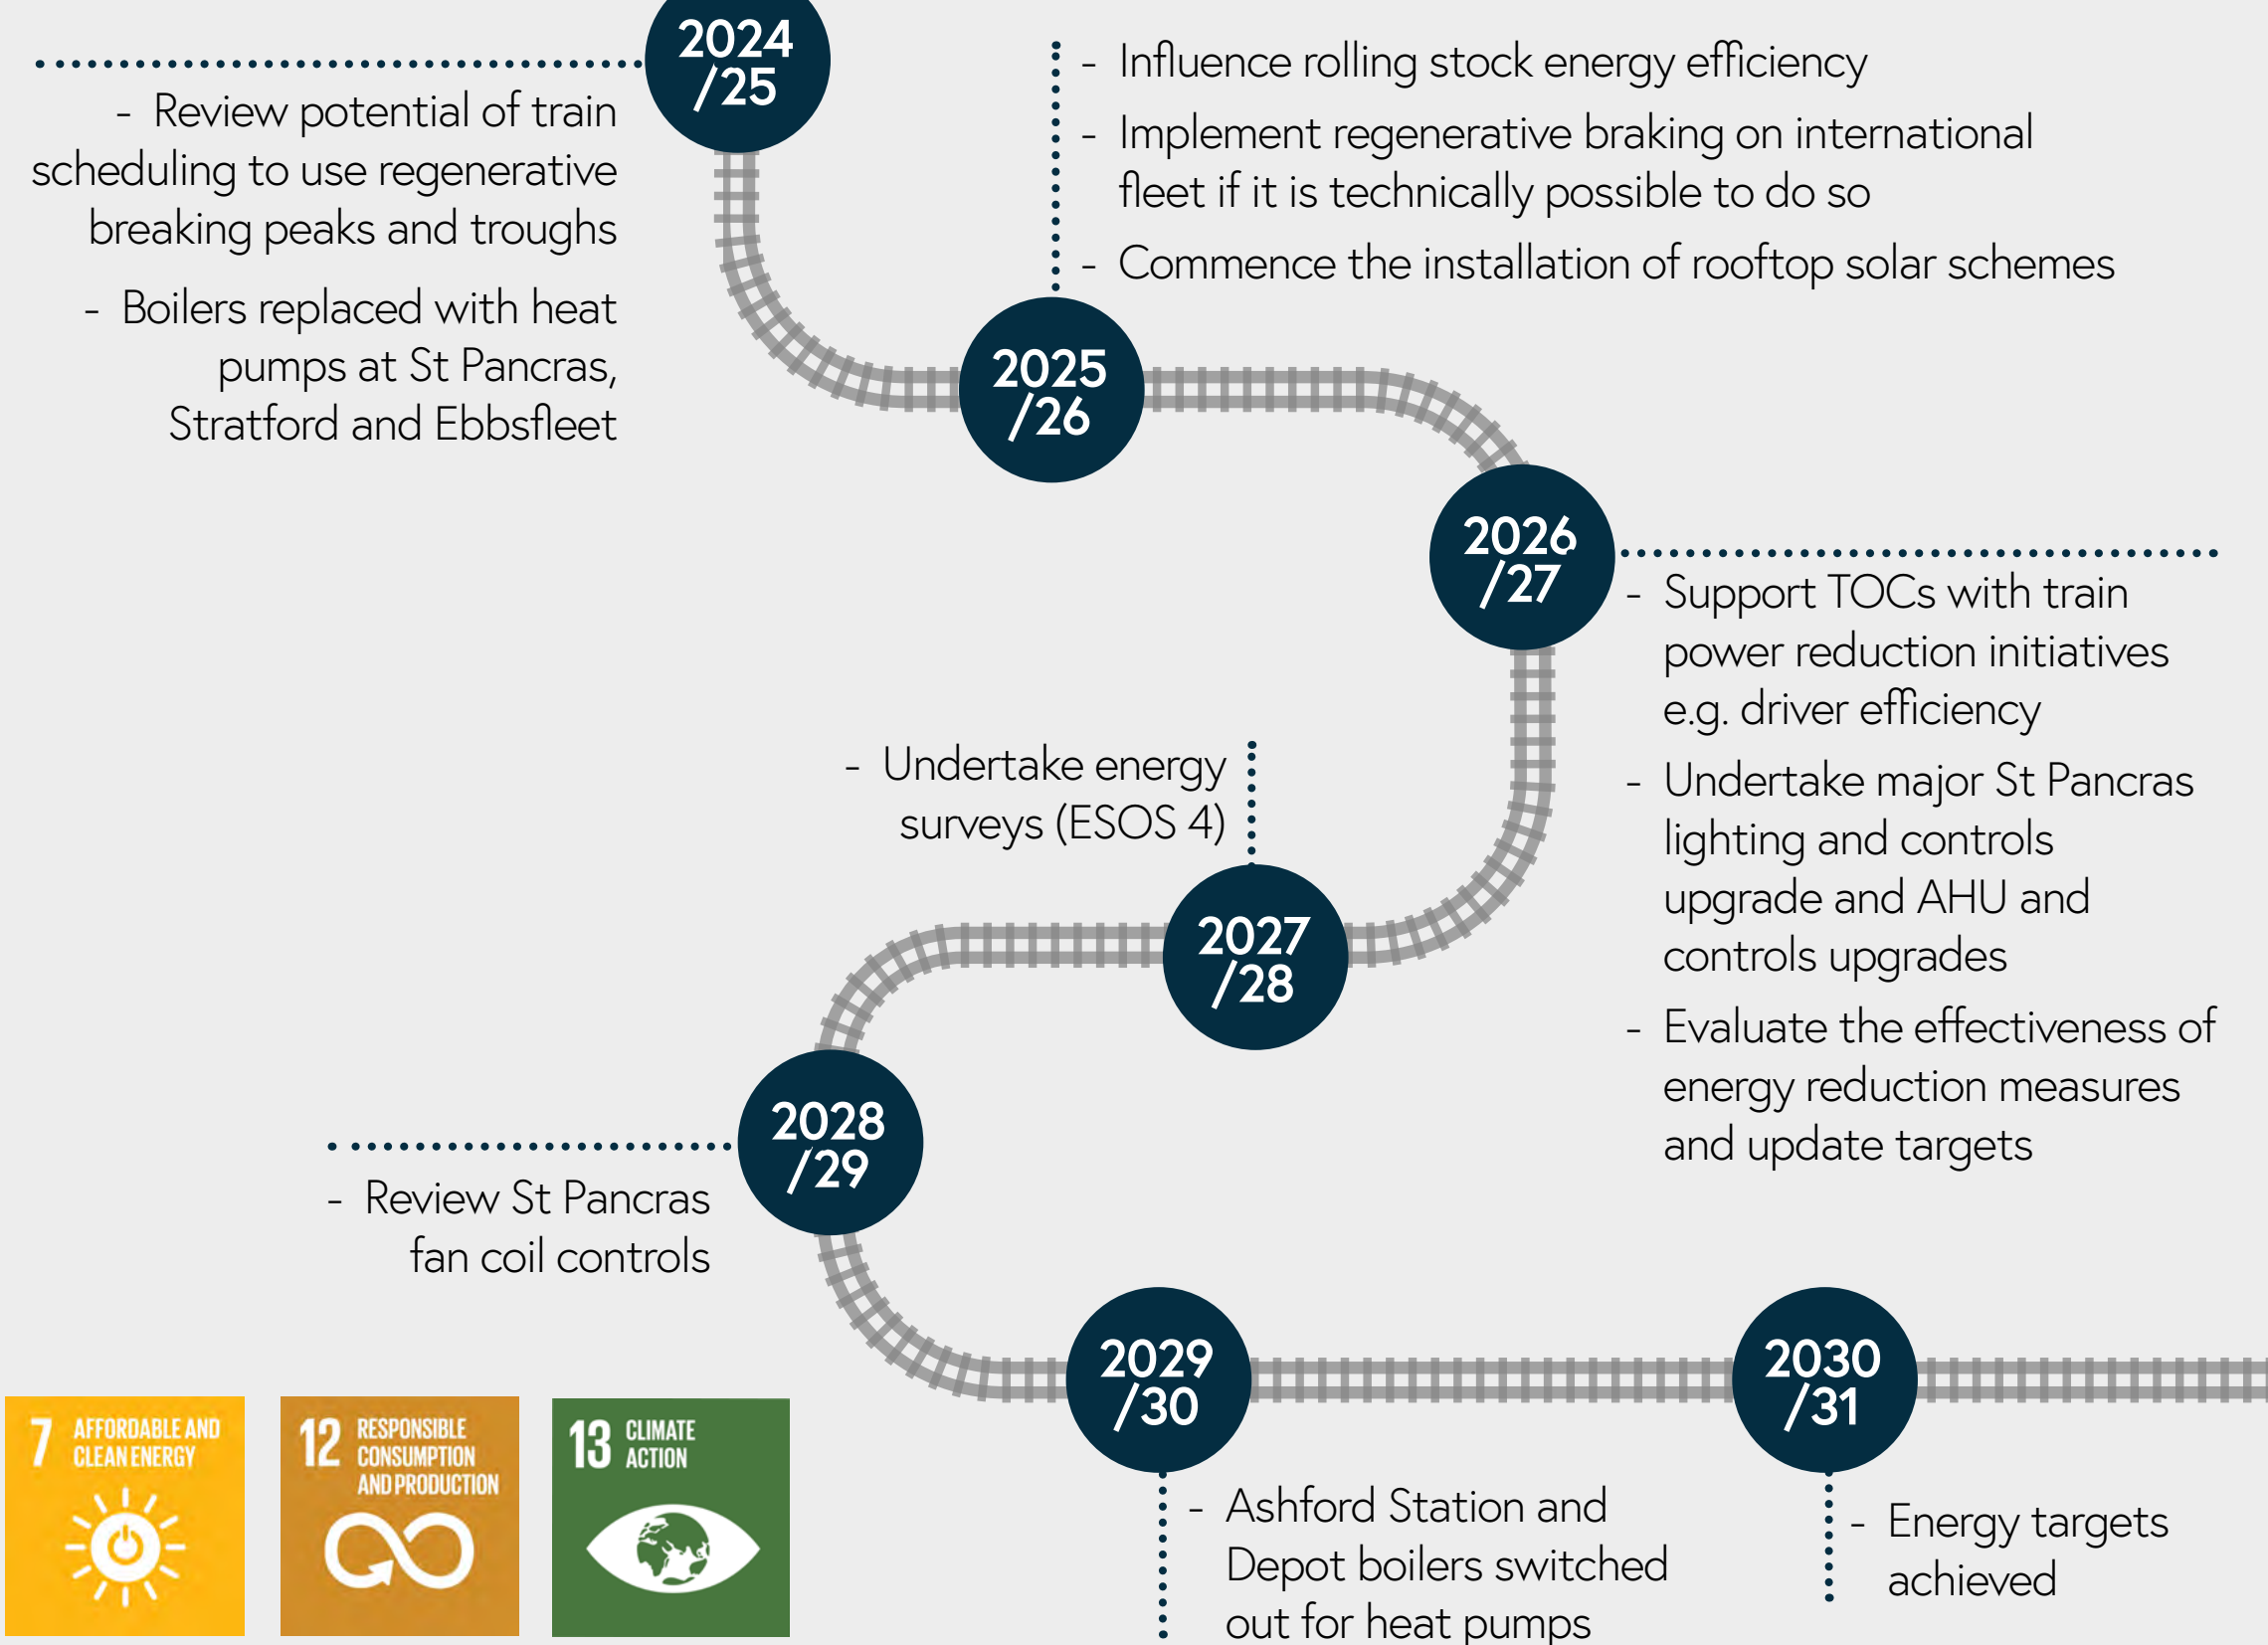 2024
/25
- Review potential of train
scheduling to use regenerative
breaking peaks and troughs
- Boilers replaced with heat
pumps at St Pancras,
Stratford and Ebbsfleet
- Influence rolling stock energy efficiency
- Implement regenerative braking on international
fleet if it is technically possible to do so
- Commence the installation of rooftop solar schemes
2025
/26
2026
/27
- Support TOCs with train
power reduction initiatives
e.g. driver efficiency
- Undertake major St Pancras
lighting and controls
upgrade and AHU and
controls upgrades
- Evaluate the effectiveness of
energy reduction measures
and update targets
- Undertake energy
surveys (ESOS 4)
2027
/28
2028
/29
- Review St Pancras
fan coil controls
2029
/30
- Ashford Station and
Depot boilers switched
out for heat pumps
2030
/31
- Energy targets
achieved
7 AFFORDABLE AND
CLEAN ENERGY
12 RESPONSIBLE
CONSUMPTION
AND PRODUCTION
13 CLIMATE
ACTION